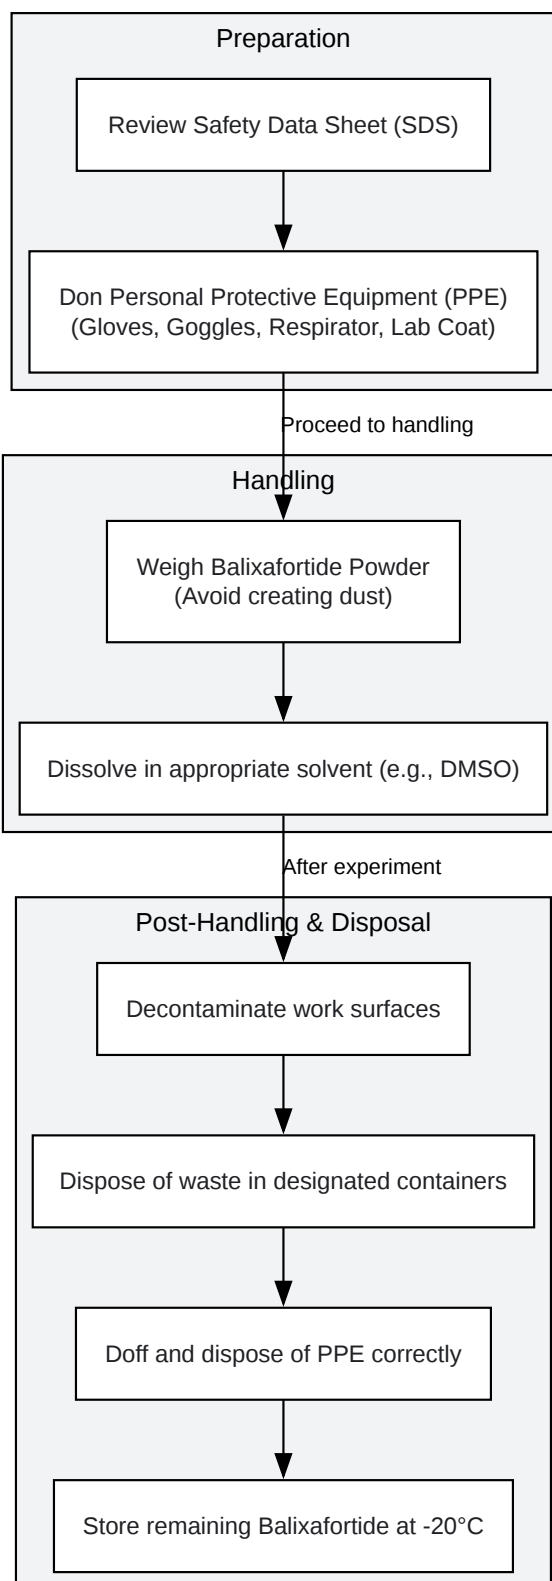 Preparation
Review Safety Data Sheet (SDS)
Don Personal Protective Equipment (PPE)
(Gloves, Goggles, Respirator, Lab Coat)
Proceed to handling
Handling
Weigh Balixafortide Powder
(Avoid creating dust)
Dissolve in appropriate solvent (e.g., DMSO)
After experiment
Post-Handling & Disposal
Decontaminate work surfaces
Dispose of waste in designated containers
Doff and dispose of PPE correctly
Store remaining Balixafortide at -20°C